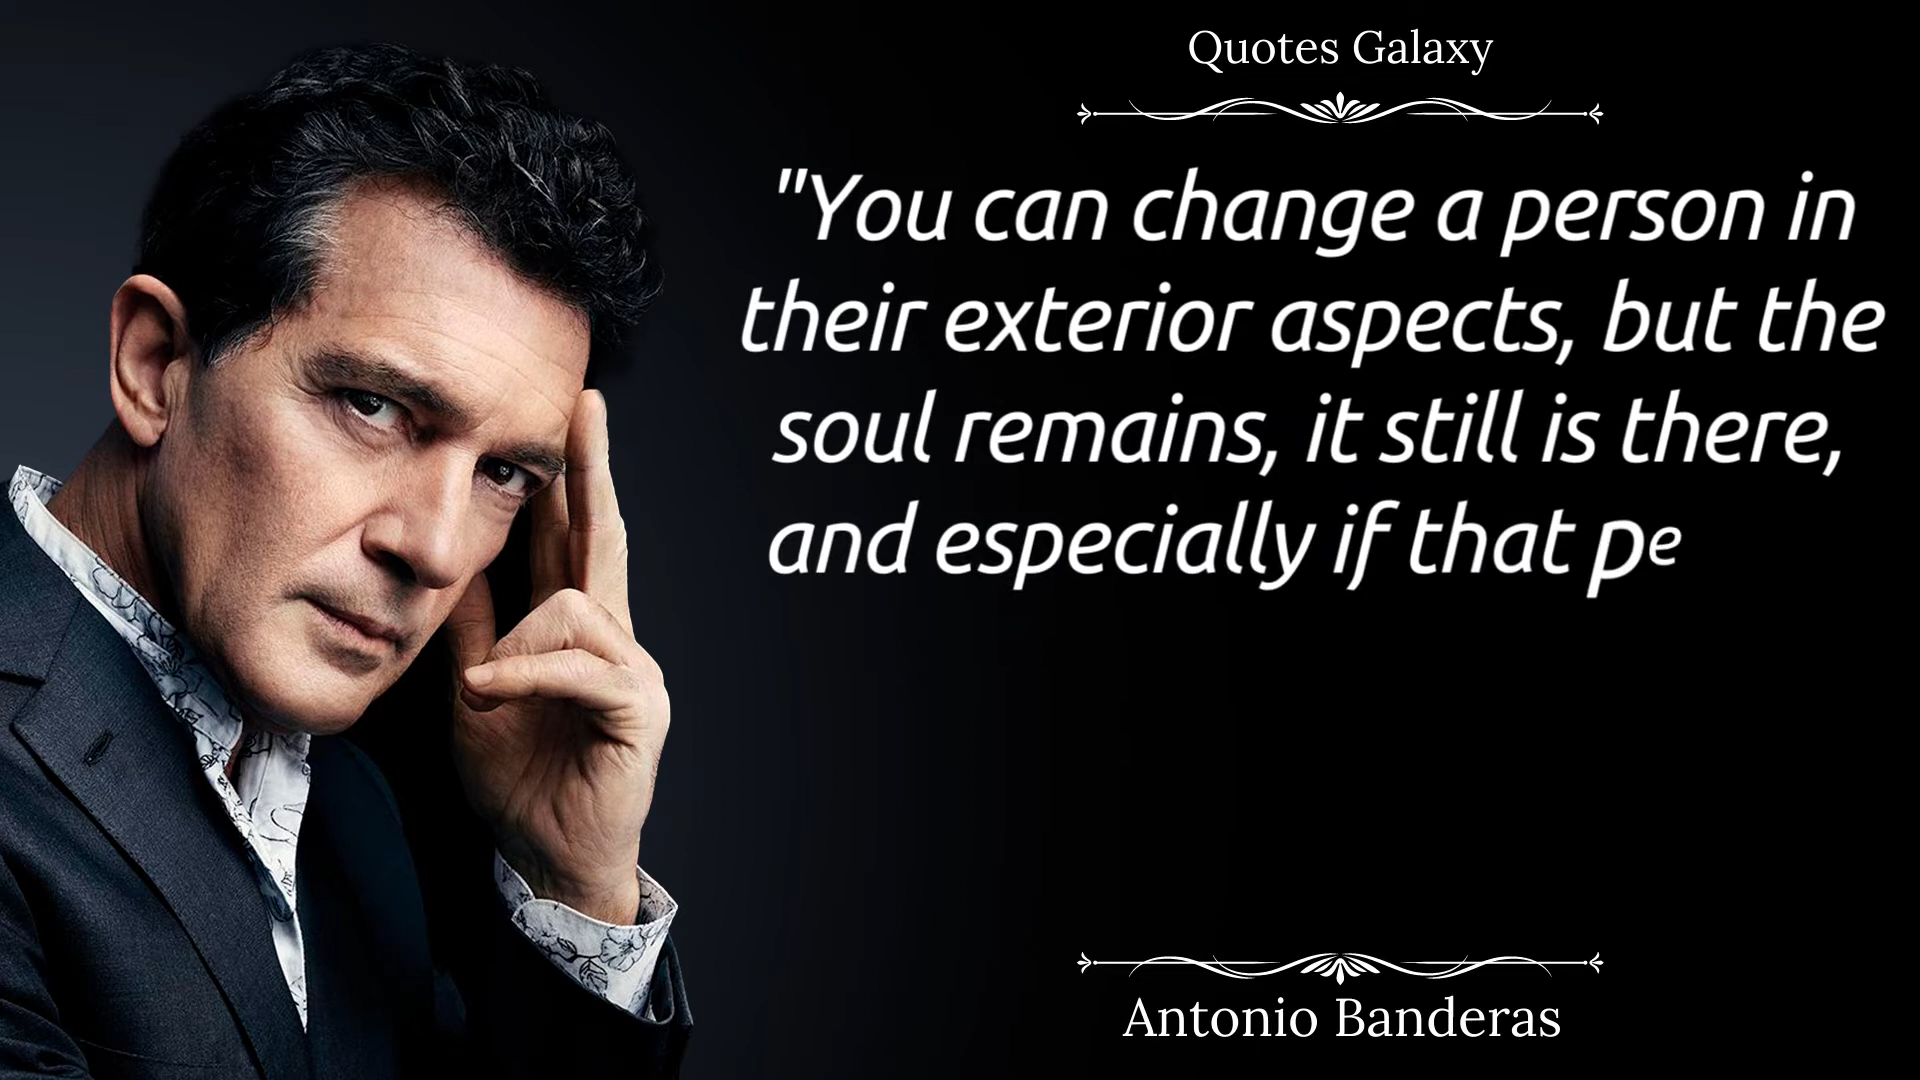 Quotes Galaxy
"You can change a person in
their exterior aspects, but the
soul remains, it still is there,
and especially if that pe
Antonio Banderas